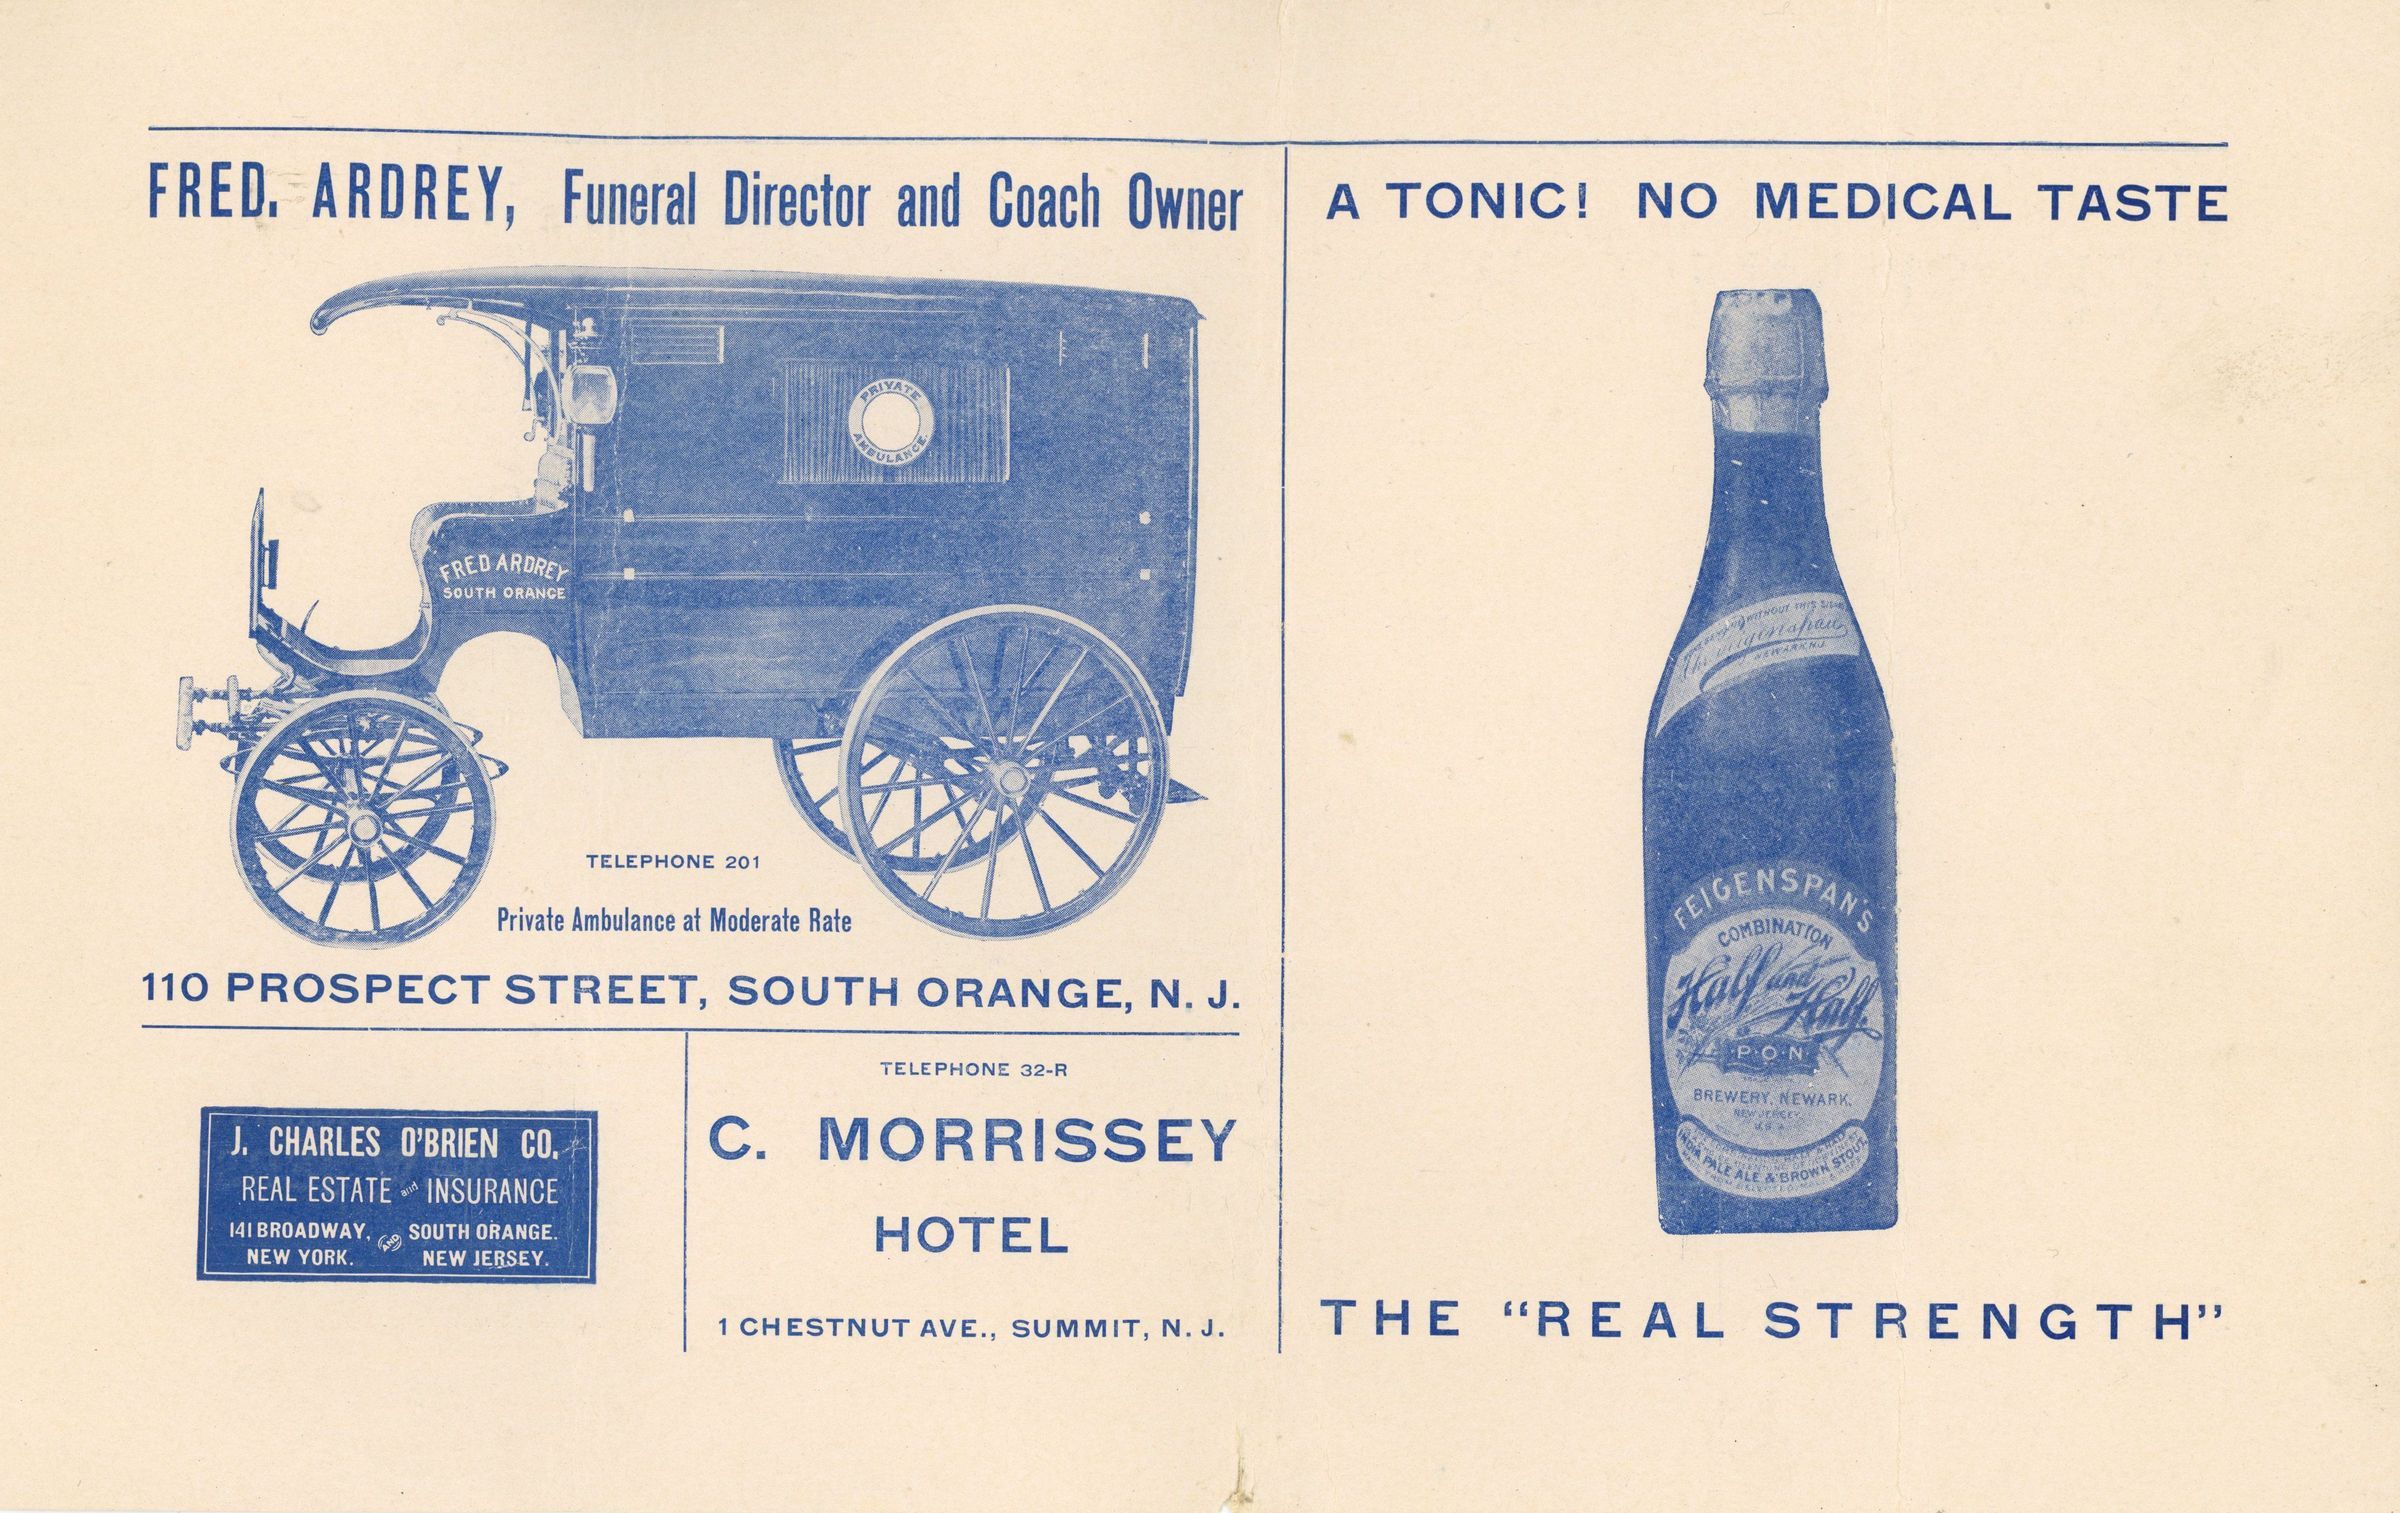 FRED. ARDREY, Funeral Director and Coach Owner
PRIVATE
AMBULANCE.
FRED ARDREY
SOUTH ORANGE
TELEPHONE 201
Private Ambulance at Moderate Rate
110 PROSPECT STREET, SOUTH ORANGE, N. J.
J. CHARLES O'BRIEN CO.
REAL ESTATE and INSURANCE
141 BROADWAY, AND SOUTH ORANGE.
NEW YORK. NEW JERSEY.
TELEPHONE 32-R
C. MORRISSEY
HOTEL
1 CHESTNUT AVE., SUMMIT, N. J.
A TONIC! NO MEDICAL TASTE
WITHOUT THIS
NEWARK N.J.
FEIGENSPAN'S
COMBINATION
Half and Half.
P.O.N.
BREWERY, NEWARK.
NEW JERSEY.
U.S.A.
INDIA PALE ALE & BROWN STOUT
THE "REAL STRENGTH"